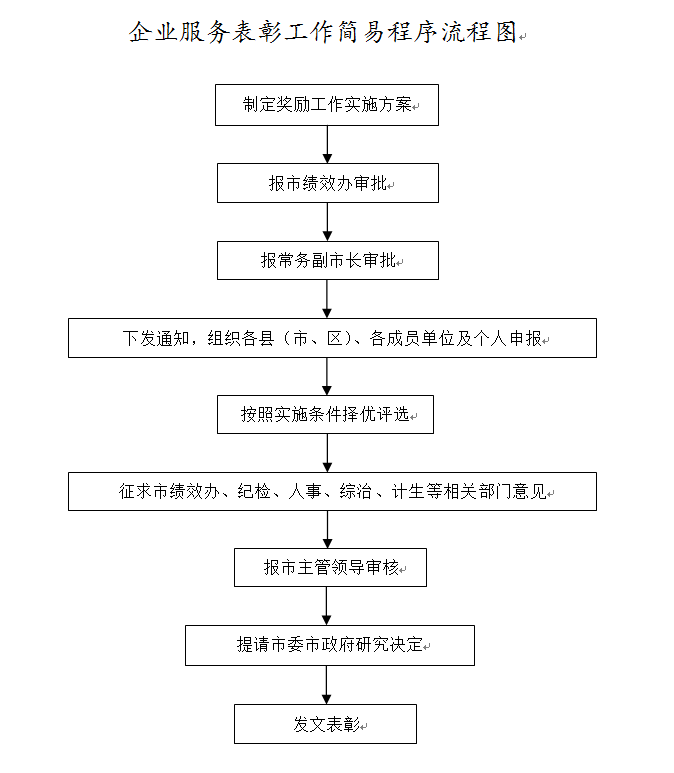 企业服务表彰工作简易程序流程图
制定奖励工作实施方案
报市绩效办审批
报常务副市长审批
下发通知，组织各县（市、区）、各成员单位及个人申报
按照实施条件择优评选
征求市绩效办、纪检、人事、综治、计生等相关部门意见
报市主管领导审核
提请市委市政府研究决定
发文表彰